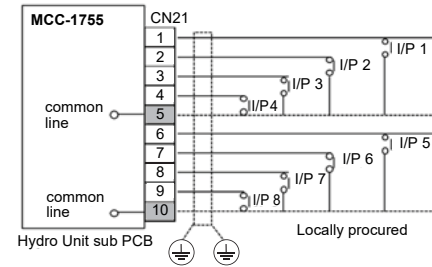 MCC-1755
CN21
1
I/P 1
2
I/P 2
3
I/P 3
4
I/P4
common
line
5
6
I/P 5
7
I/P 6
8
I/P 7
9
I/P 8
common
line
10
Hydro Unit sub PCB
Locally procured